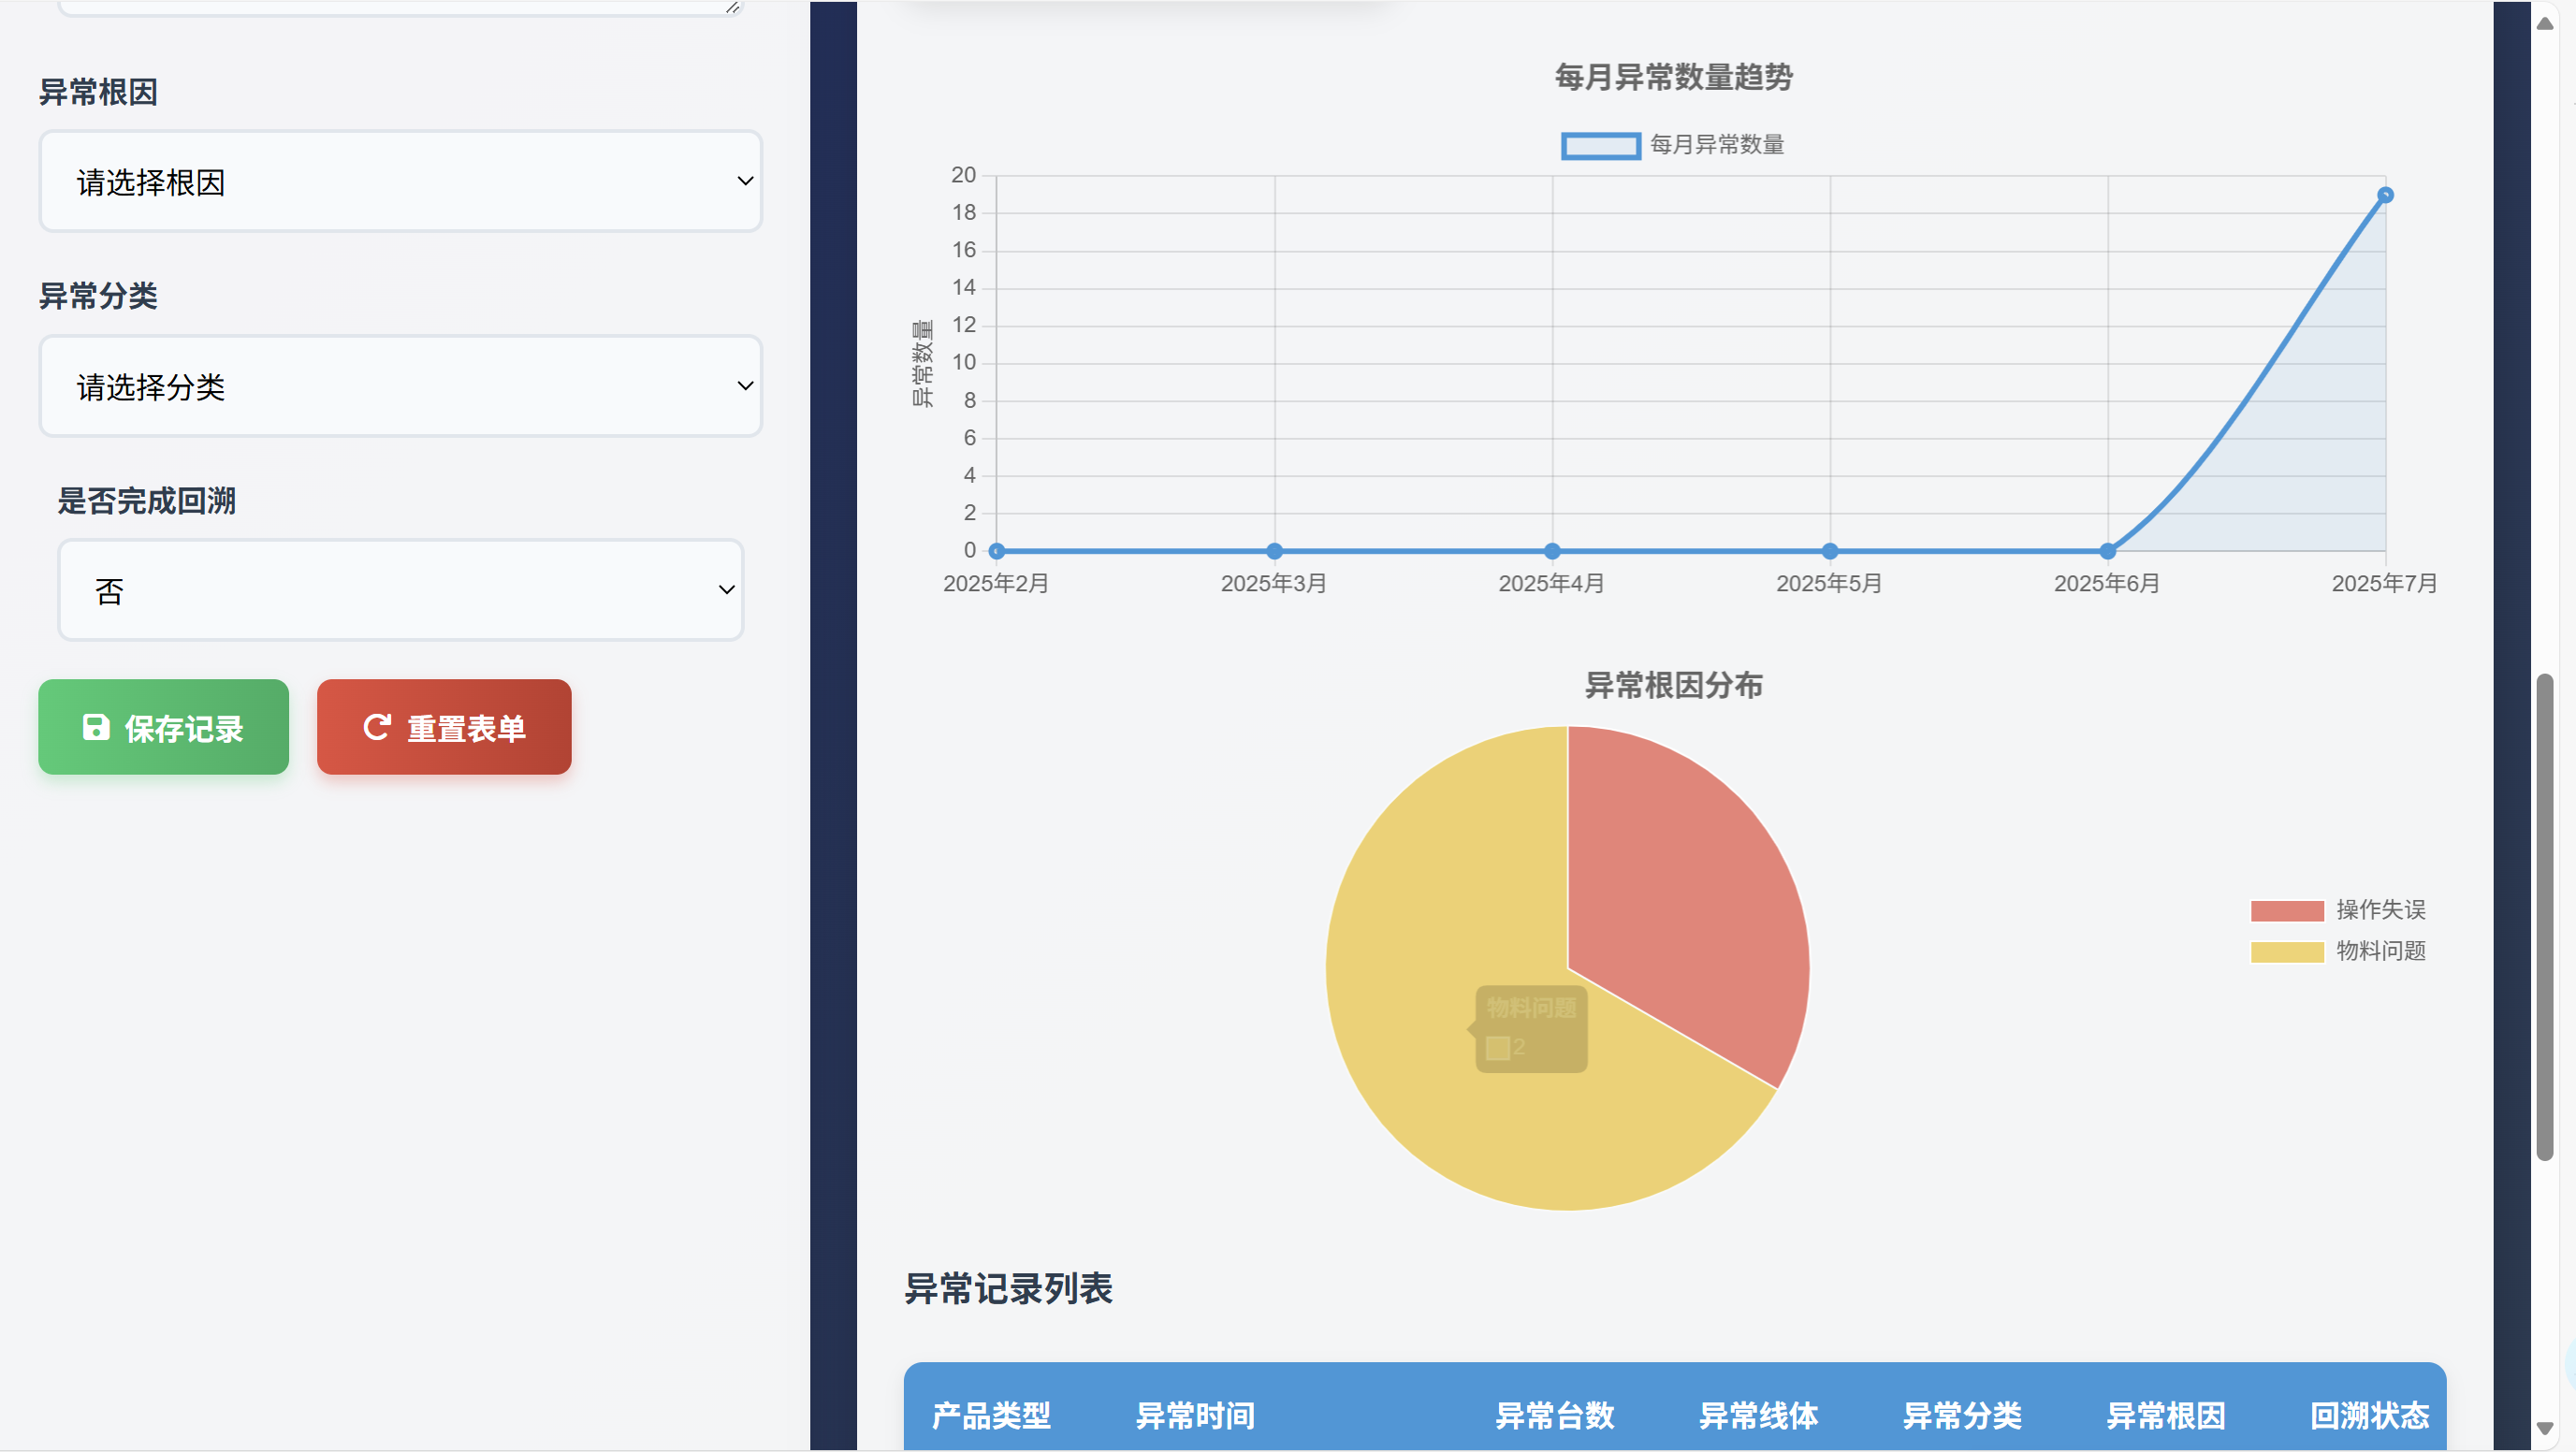 异常根因
请选择根因
异常分类
请选择分类
是否完成回溯
否
保存记录
重置表单
每月异常数量趋势
每月异常数量
异常数量
20
18
16
14
12
10
8
6
4
2
0
2025年2月 2025年3月 2025年4月 2025年5月 2025年6月 2025年7月
异常根因分布
操作失误
物料问题
物料问题
2
异常记录列表
产品类型 异常时间 异常台数 异常线体 异常分类 异常根因 回溯状态